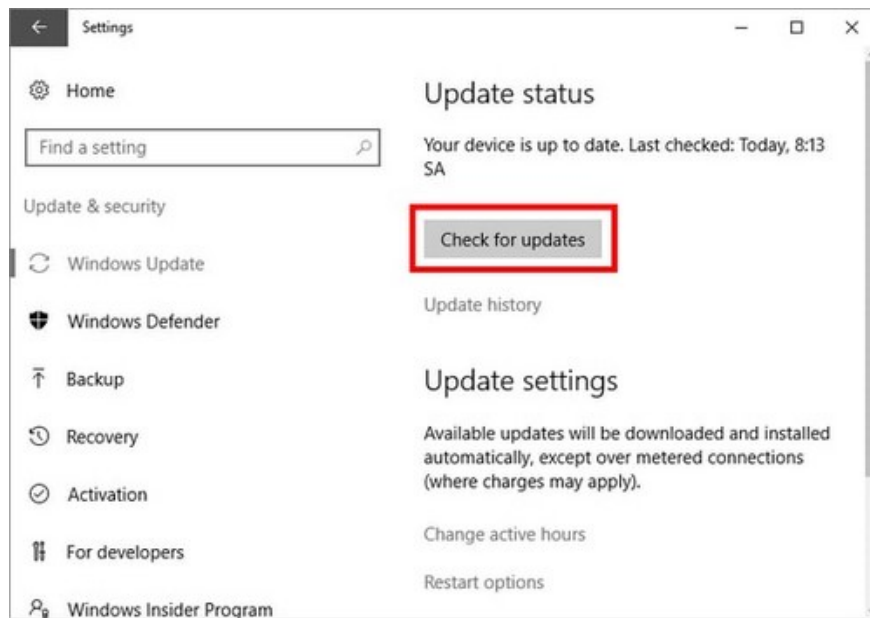 Settings
Home
Find a setting
Update & security
Windows Update
Windows Defender
Backup
Recovery
Activation
For developers
Windows Insider Program
Update status
Your device is up to date. Last checked: Today, 8:13
SA
Check for updates
Update history
Update settings
Available updates will be downloaded and installed
automatically, except over metered connections
(where charges may apply).
Change active hours
Restart options